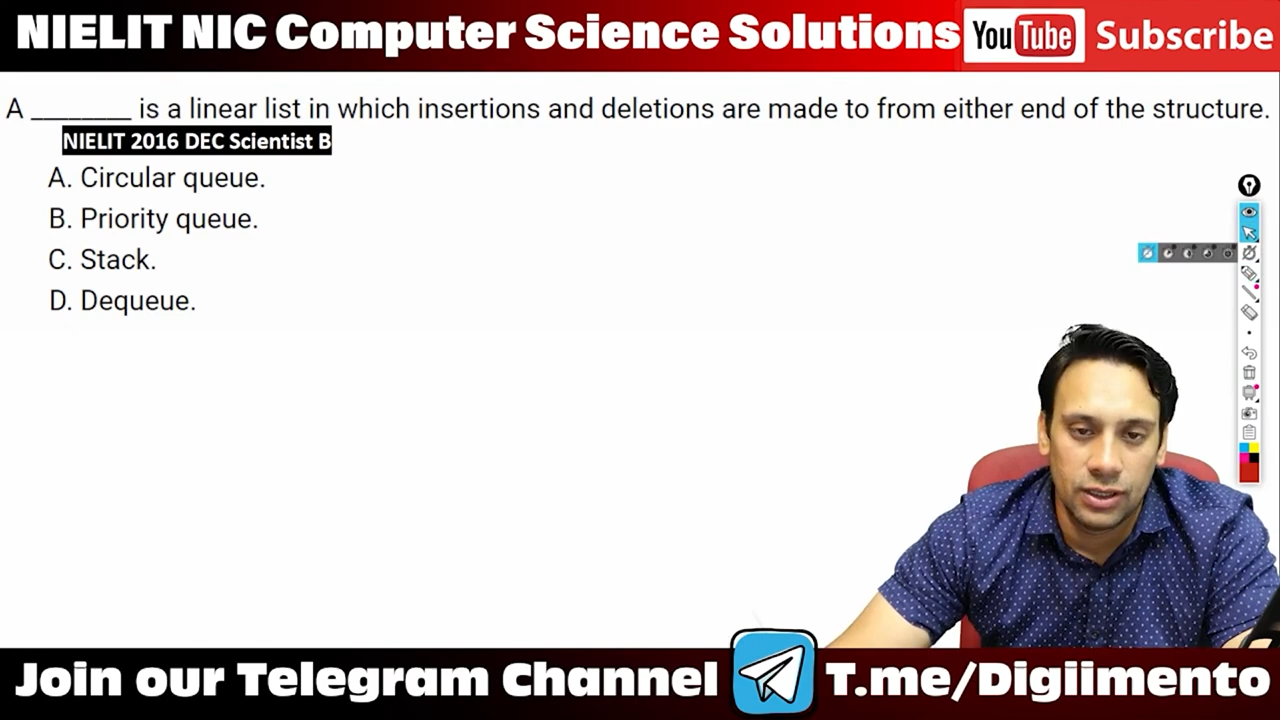 NIELIT NIC Computer Science Solutions YouTube Subscribe
A ________ is a linear list in which insertions and deletions are made to from either end of the structure.
NIELIT 2016 DEC Scientist B
A. Circular queue.
B. Priority queue.
C. Stack.
D. Dequeue.
Join our Telegram Channel T.me/Digiimento